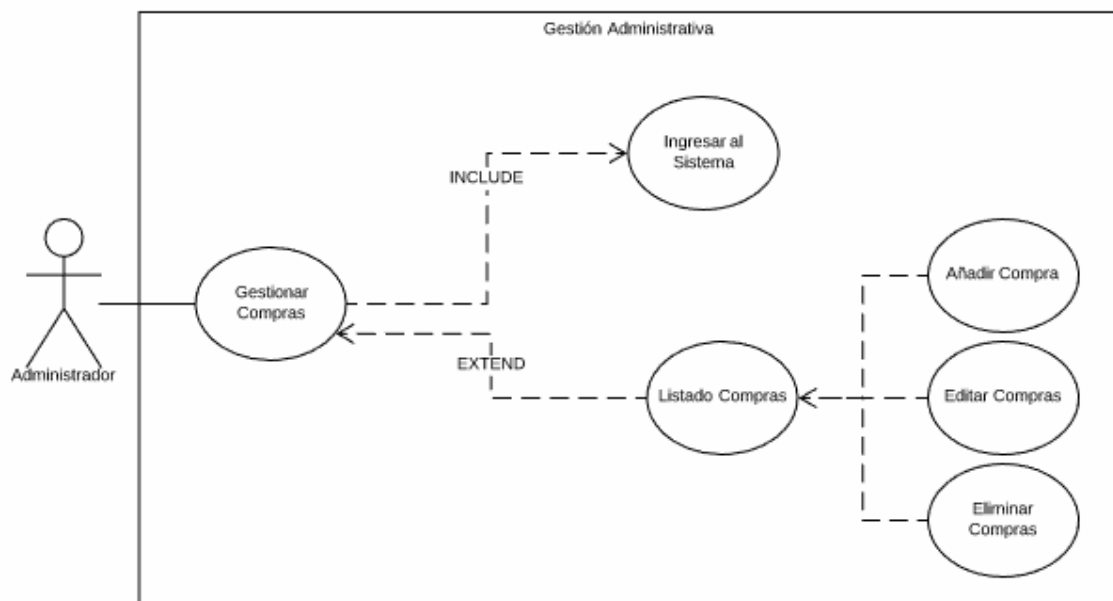 Gestión Administrativa
Ingresar al
Sistema
INCLUDE
Gestionar
Compras
Administrador
EXTEND
Listado Compras
Añadir Compra
Editar Compras
Eliminar
Compras